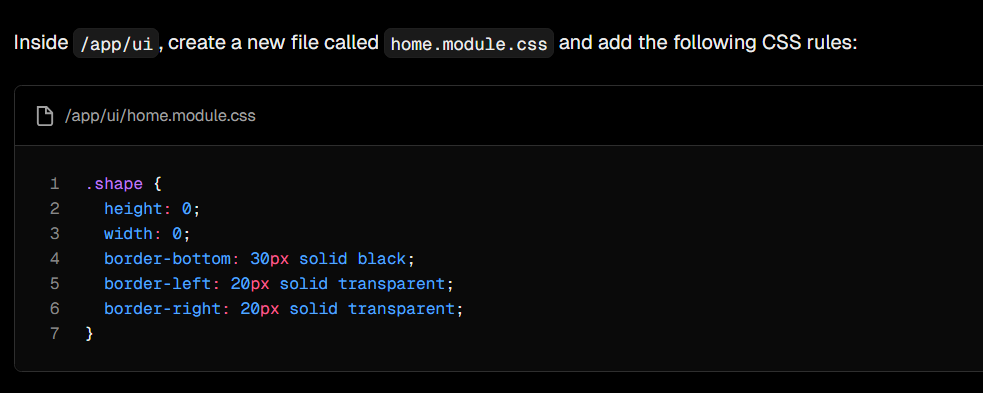 Inside /app/ui, create a new file called home.module.css and add the following CSS rules:
/app/ui/home.module.css
1 .shape {
2   height: 0;
3   width: 0;
4   border-bottom: 30px solid black;
5   border-left: 20px solid transparent;
6   border-right: 20px solid transparent;
7 }